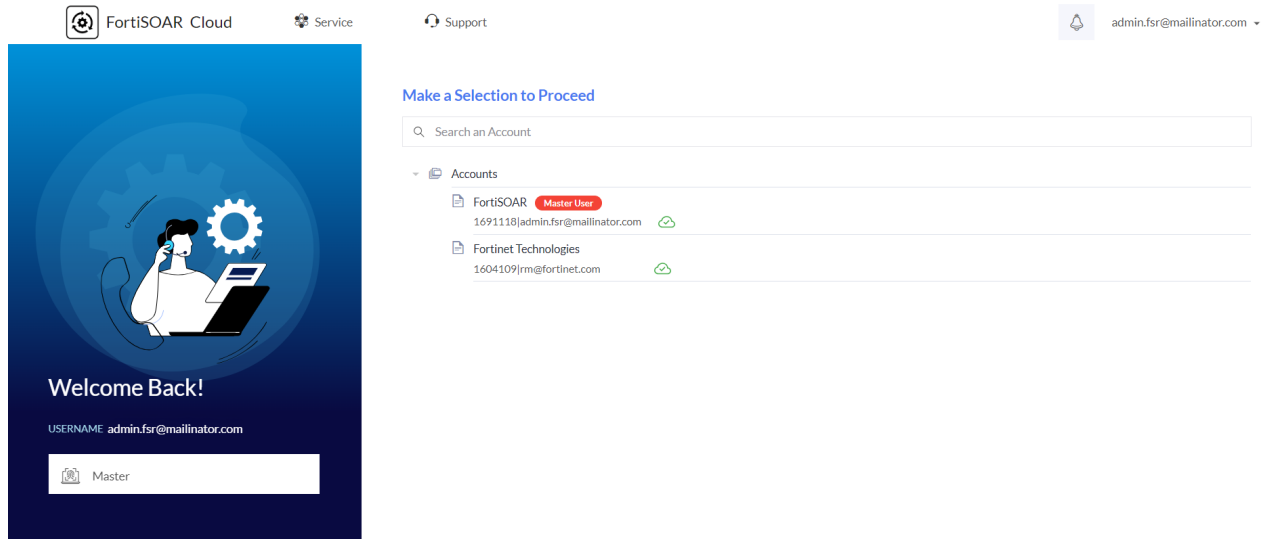 FortiSOAR Cloud
Service
Support
admin.fsr@mailinator.com
Make a Selection to Proceed
Search an Account
Accounts
FortiSOAR Master User
1691118|admin.fsr@mailinator.com
Fortinet Technologies
1604109|rm@fortinet.com
Welcome Back!
USERNAME admin.fsr@mailinator.com
Master